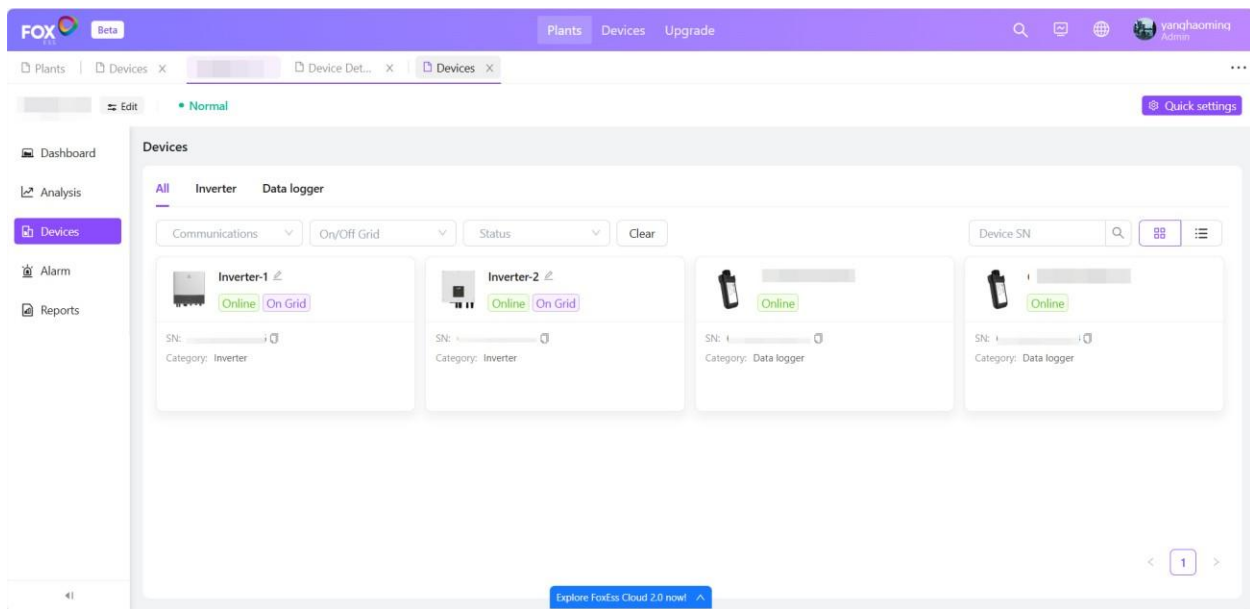 FOX ESS Beta Plants Devices Upgrade yanghaoming
Admin
Plants Devices Device Det... Devices
Edit Normal Quick settings
Dashboard
Analysis
Devices
Alarm
Reports
Devices
All Inverter Data logger
Communications On/Off Grid Status Clear Device SN
Inverter-1
Online On Grid
SN:
Category: Inverter
Inverter-2
Online On Grid
SN:
Category: Inverter
Online
SN:
Category: Data logger
Online
SN:
Category: Data logger
< 1 >
Explore FoxEss Cloud 2.0 now!